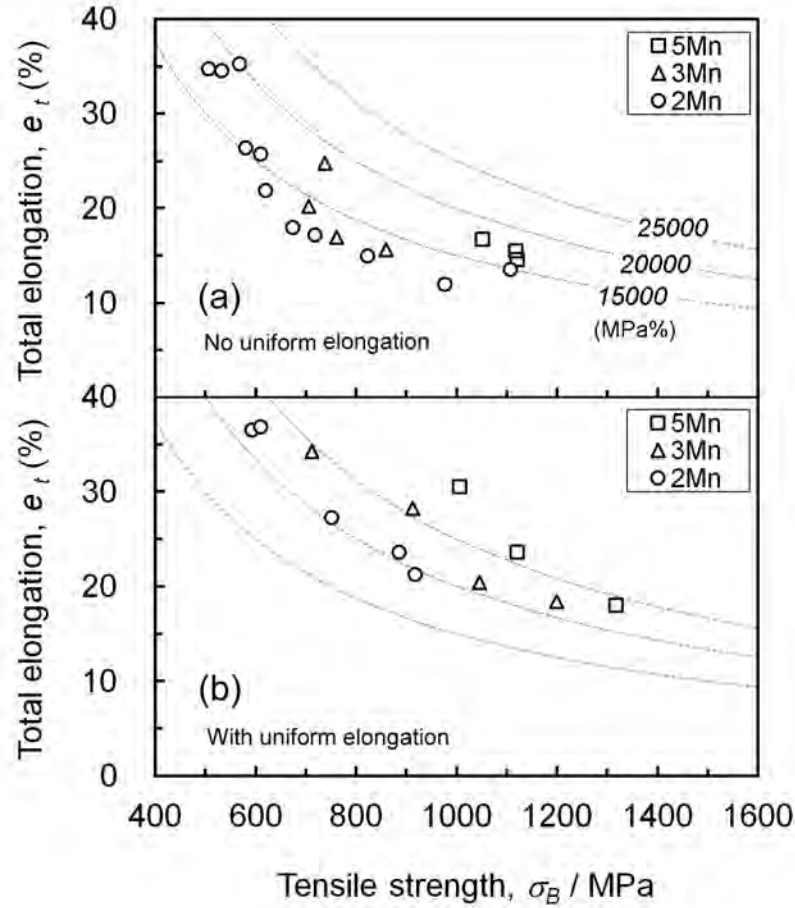 40
30
20
10
Total elongation, e t (%)
□ 5Mn
△ 3Mn
○ 2Mn
25000
20000
15000
(MPa%)
(a)
No uniform elongation
40
30
20
10
0
Total elongation, e t (%)
□ 5Mn
△ 3Mn
○ 2Mn
(b)
With uniform elongation
400 600 800 1000 1200 1400 1600
Tensile strength, σB / MPa